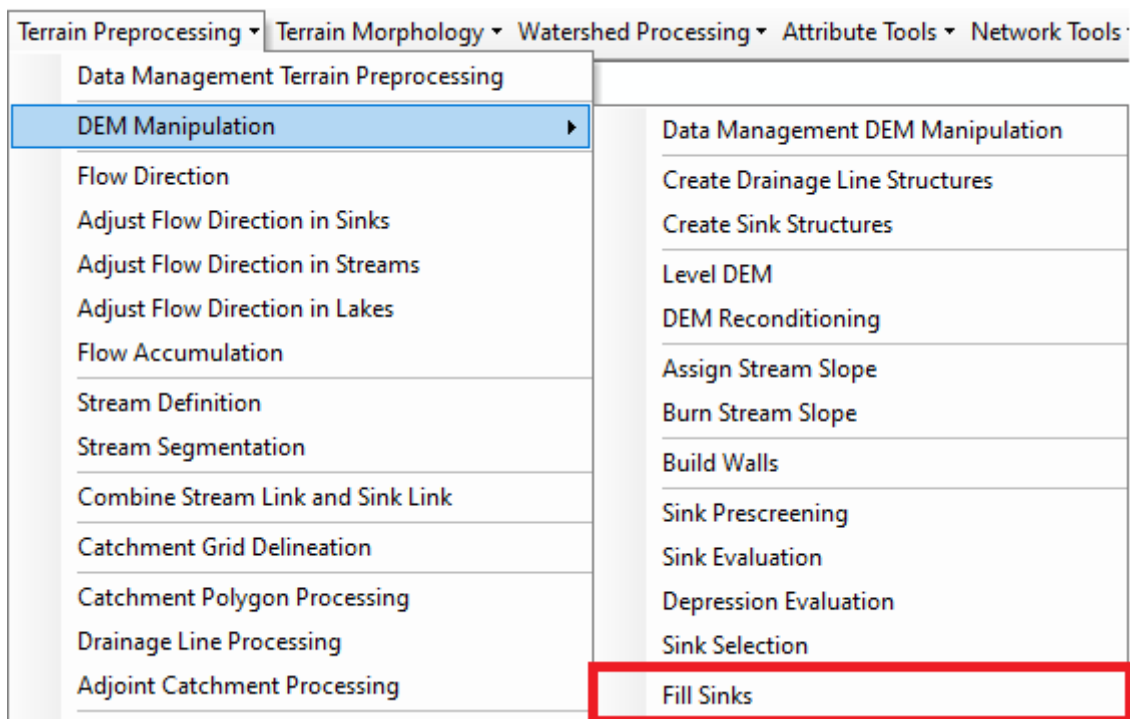 Terrain Preprocessing Terrain Morphology Watershed Processing Attribute Tools Network Tools
Data Management Terrain Preprocessing
DEM Manipulation
Flow Direction
Adjust Flow Direction in Sinks
Adjust Flow Direction in Streams
Adjust Flow Direction in Lakes
Flow Accumulation
Stream Definition
Stream Segmentation
Combine Stream Link and Sink Link
Catchment Grid Delineation
Catchment Polygon Processing
Drainage Line Processing
Adjoint Catchment Processing
Data Management DEM Manipulation
Create Drainage Line Structures
Create Sink Structures
Level DEM
DEM Reconditioning
Assign Stream Slope
Burn Stream Slope
Build Walls
Sink Prescreening
Sink Evaluation
Depression Evaluation
Sink Selection
Fill Sinks